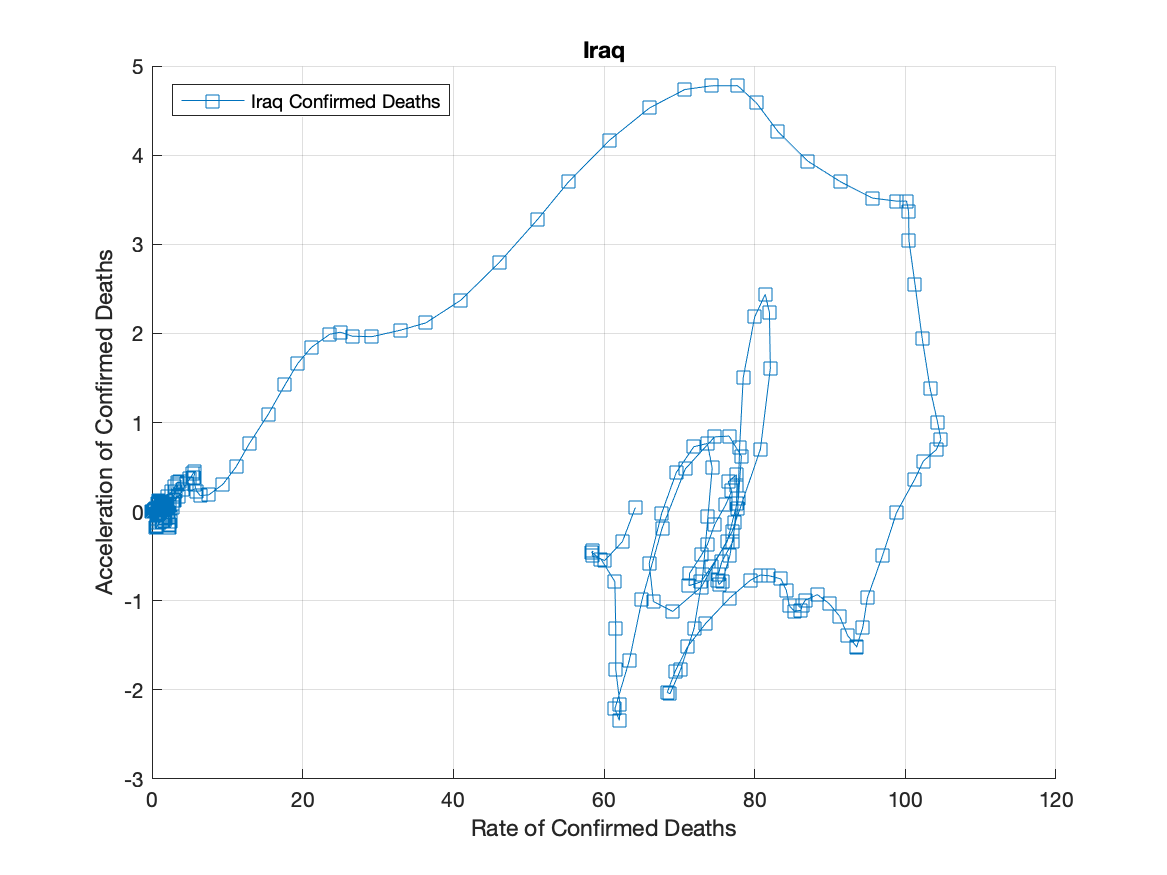 Iraq
Iraq Confirmed Deaths
5
4
3
2
1
0
-1
-2
-3
Acceleration of Confirmed Deaths
0 20 40 60 80 100 120
Rate of Confirmed Deaths